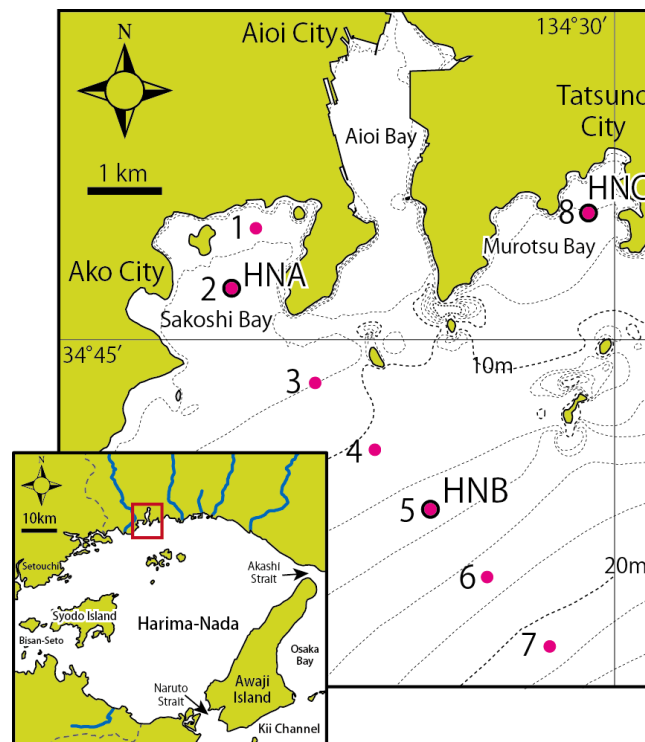 Aioi City
134°30′
Tatsuno
City
Aioi Bay
1 km
HNC
8
1
Murotsu Bay
Ako City
HNA
2
Sakoshi Bay
34°45′
10m
3
4
HNB
5
6
20m
7
10km
Akashi
Strait
Setouchi
Syodo Island
Harima-Nada
Bisan-Seto
Osaka
Bay
Awaji
Island
Naruto
Strait
Kii Channel